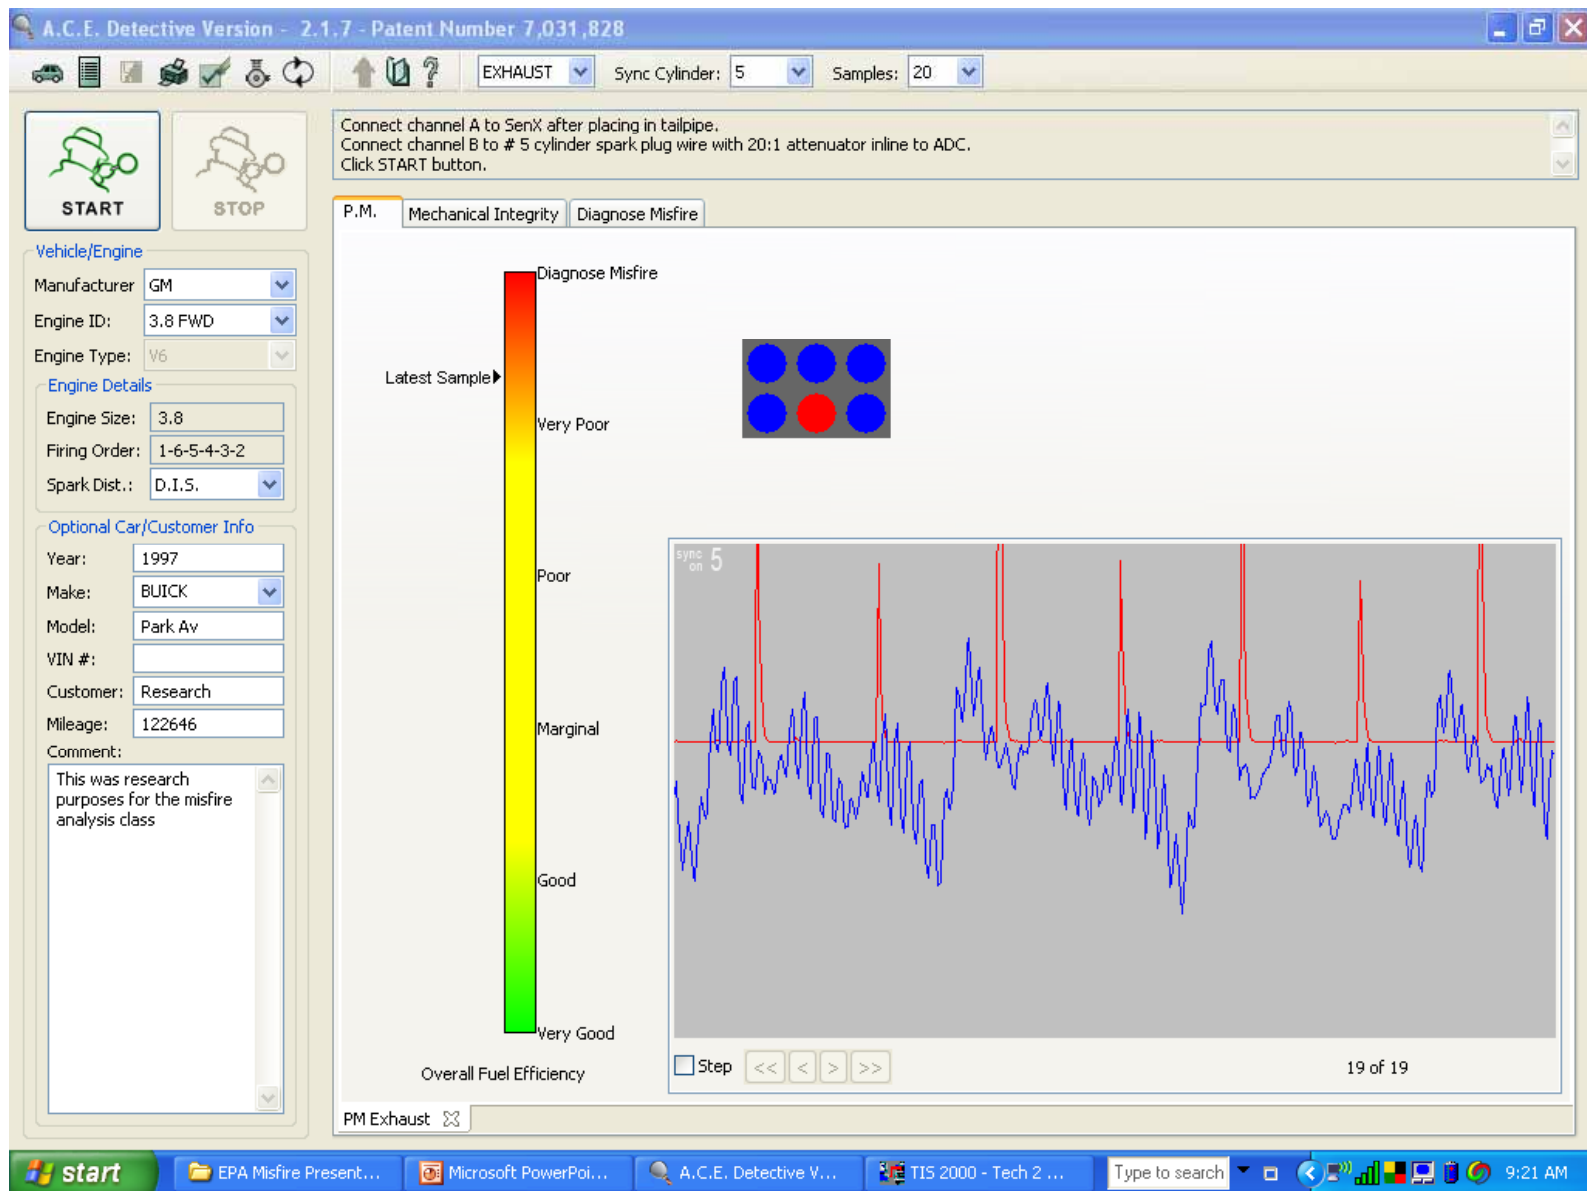 A.C.E. Detective Version - 2.1.7 - Patent Number 7,031,828
EXHAUST Sync Cylinder: 5 Samples: 20
START STOP
Connect channel A to SenX after placing in tailpipe.
Connect channel B to # 5 cylinder spark plug wire with 20:1 attenuator inline to ADC.
Click START button.
P.M. Mechanical Integrity Diagnose Misfire
Vehicle/Engine
Manufacturer GM
Engine ID: 3.8 FWD
Engine Type: V6
Engine Details
Engine Size: 3.8
Firing Order: 1-6-5-4-3-2
Spark Dist.: D.I.S.
Optional Car/Customer Info
Year: 1997
Make: BUICK
Model: Park Av
VIN #:
Customer: Research
Mileage: 122646
Comment:
This was research
purposes for the misfire
analysis class
Diagnose Misfire
Latest Sample
Very Poor
Poor
Marginal
Good
Very Good
Overall Fuel Efficiency
sync
on 5
Step << < > >> 19 of 19
PM Exhaust
start EPA Misfire Present... Microsoft PowerPoi... A.C.E. Detective V... TIS 2000 - Tech 2 ... Type to search 9:21 AM